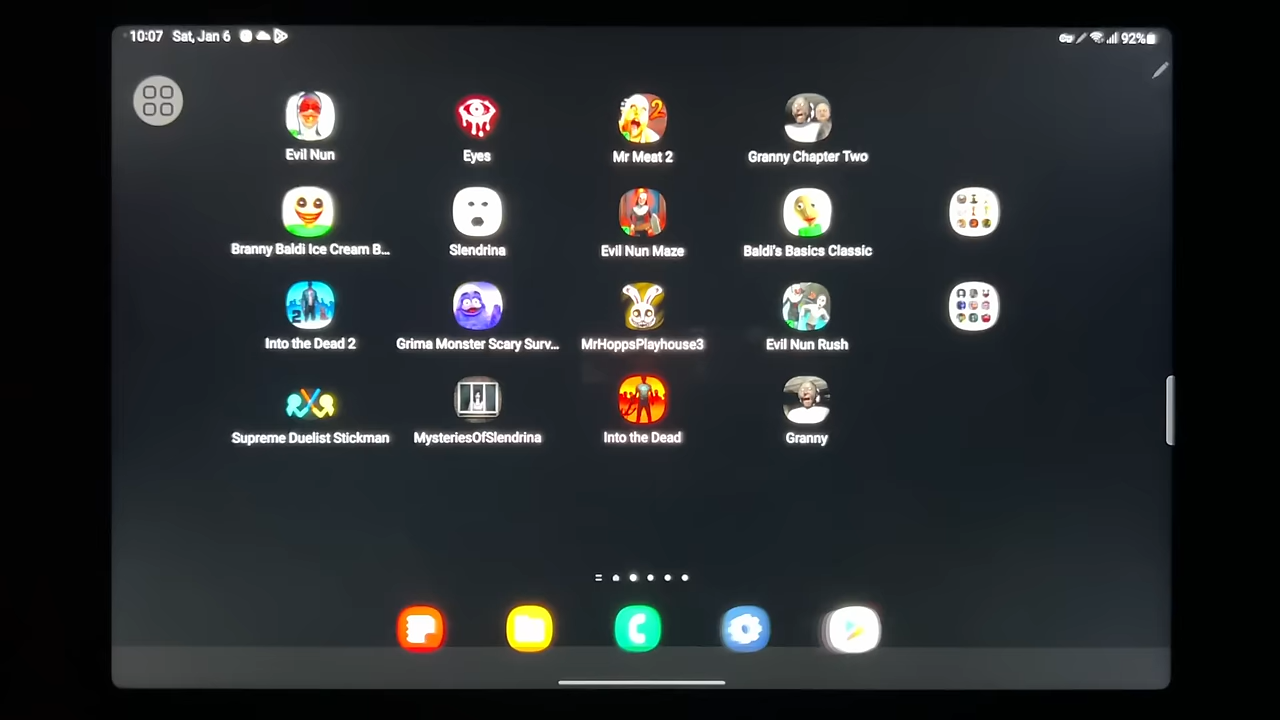 10:07 Sat, Jan 6 92%
Evil Nun Eyes Mr Meat 2 Granny Chapter Two
Branny Baldi Ice Cream B... Slendrina Evil Nun Maze Baldi's Basics Classic
Into the Dead 2 Grima Monster Scary Surv... MrHoppsPlayhouse3 Evil Nun Rush
Supreme Duelist Stickman MysteriesOfSlendrina Into the Dead Granny